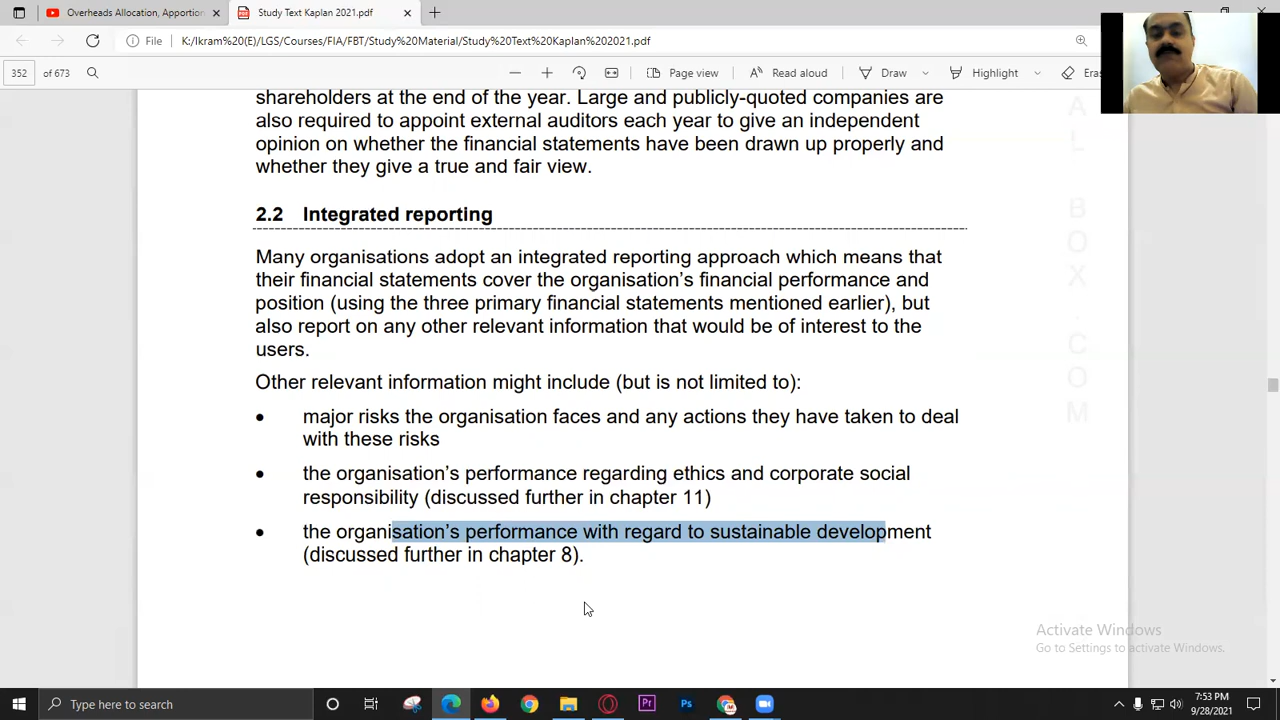 Overheads Allocation, Apportion
Study Text Kaplan 2021.pdf
File
K:/Ikram%20(E)/LGS/Courses/FIA/FBT/Study%20Material/Study%20Text%20Kaplan%202021.pdf
352 of 673
Page view
Read aloud
Draw
Highlight
Eras
shareholders at the end of the year. Large and publicly-quoted companies are
also required to appoint external auditors each year to give an independent
opinion on whether the financial statements have been drawn up properly and
whether they give a true and fair view.
2.2 Integrated reporting
Many organisations adopt an integrated reporting approach which means that
their financial statements cover the organisation's financial performance and
position (using the three primary financial statements mentioned earlier), but
also report on any other relevant information that would be of interest to the
users.
Other relevant information might include (but is not limited to):
• major risks the organisation faces and any actions they have taken to deal
with these risks
• the organisation's performance regarding ethics and corporate social
responsibility (discussed further in chapter 11)
• the organisation's performance with regard to sustainable development
(discussed further in chapter 8).
A
L
B
O
X
.
C
O
M
Activate Windows
Go to Settings to activate Windows.
Type here to search
7:53 PM
9/28/2021